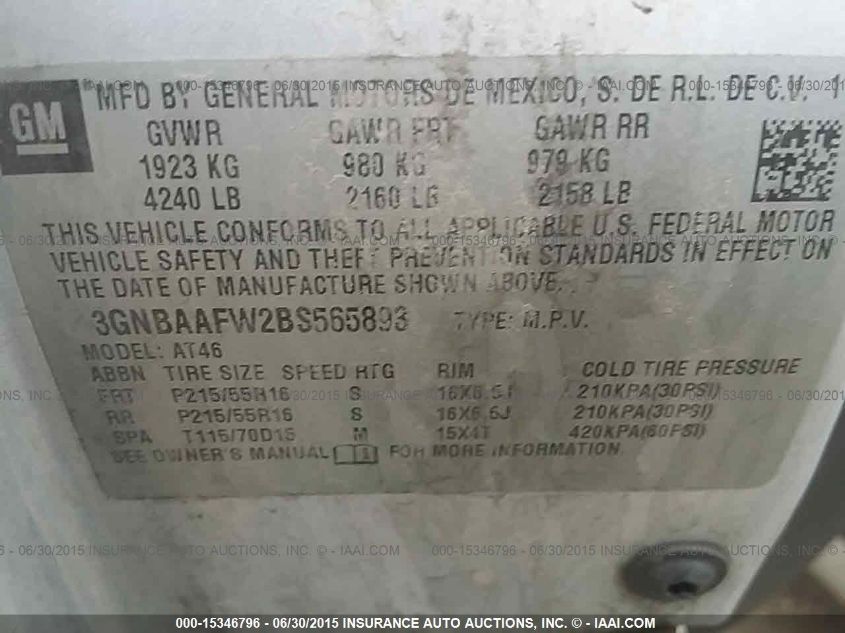 GM
MFD BY GENERAL MOTORS DE MEXICO, S. DE R.L. DE C.V. 1
GVWR GAWR FRT GAWR RR
1923 KG 980 KG 979 KG
4240 LB 2160 LB 2158 LB
THIS VEHICLE CONFORMS TO ALL APPLICABLE U.S. FEDERAL MOTOR
VEHICLE SAFETY AND THEFT PREVENTION STANDARDS IN EFFECT ON
THE DATE OF MANUFACTURE SHOWN ABOVE.
3GNBAAFW2BS565893 TYPE: M.P.V.
MODEL: AT46
ABBN TIRE SIZE SPEED RTG RIM COLD TIRE PRESSURE
FRT P215/55R16 S 16X6.5J 210KPA(30PSI)
RR P215/55R16 S 16X6.5J 210KPA(30PSI)
SPA T115/70D15 M 15X4T 420KPA(60PSI)
SEE OWNER'S MANUAL FOR MORE INFORMATION
000-15346796 - 06/30/2015 INSURANCE AUTO AUCTIONS, INC. © - IAAI.COM